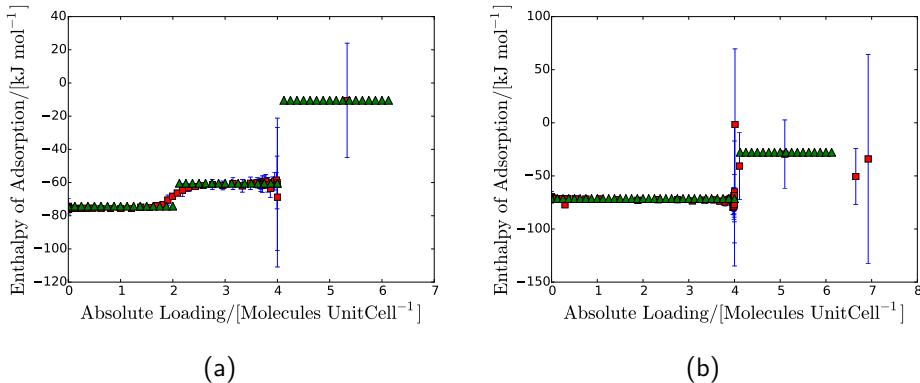 40
20
0
−20
−40
−60
−80
−100
−120
0 1 2 3 4 5 6 7
Enthalpy of Adsorption/[kJ mol⁻¹]
Absolute Loading/[Molecules UnitCell⁻¹]
(a)
100
50
0
−50
−100
−150
0 1 2 3 4 5 6 7 8
Enthalpy of Adsorption/[kJ mol⁻¹]
Absolute Loading/[Molecules UnitCell⁻¹]
(b)